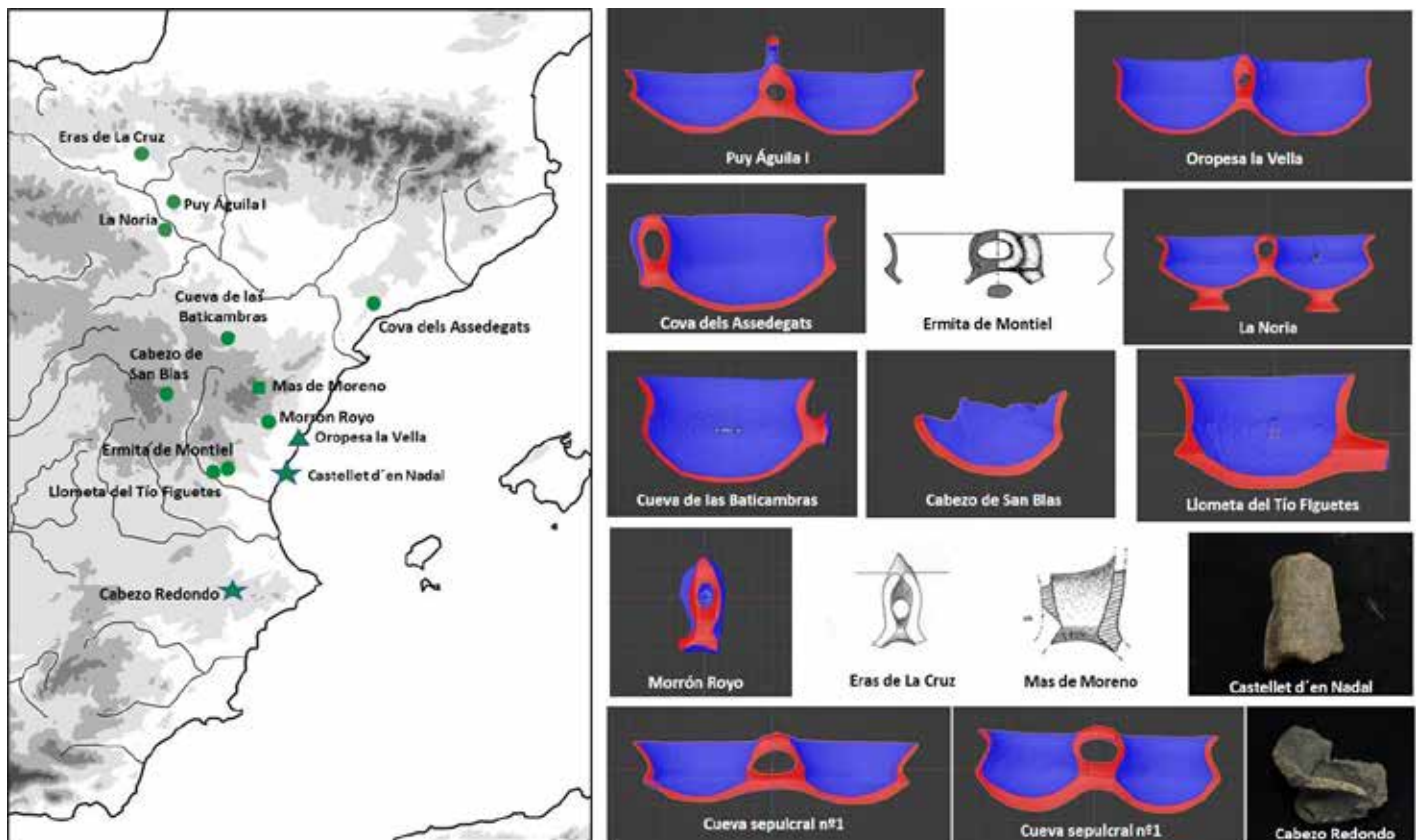 Eras de La Cruz
Puy Águila I
La Noria
Cueva de las
Baticambras
Cova dels Assedegats
Cabezo de
San Blas
Mas de Moreno
Morrón Royo
Oropesa la Vella
Ermita de Montiel
Castellet d´en Nadal
Llometa del Tío Figuetes
Cabezo Redondo
Puy Águila I
Oropesa la Vella
Cova dels Assedegats
Ermita de Montiel
La Noria
Cueva de las Baticambras
Cabezo de San Blas
Llometa del Tío Figuetes
Morrón Royo
Eras de La Cruz
Mas de Moreno
Castellet d´en Nadal
Cueva sepulcral nº1
Cueva sepulcral nº1
Cabezo Redondo